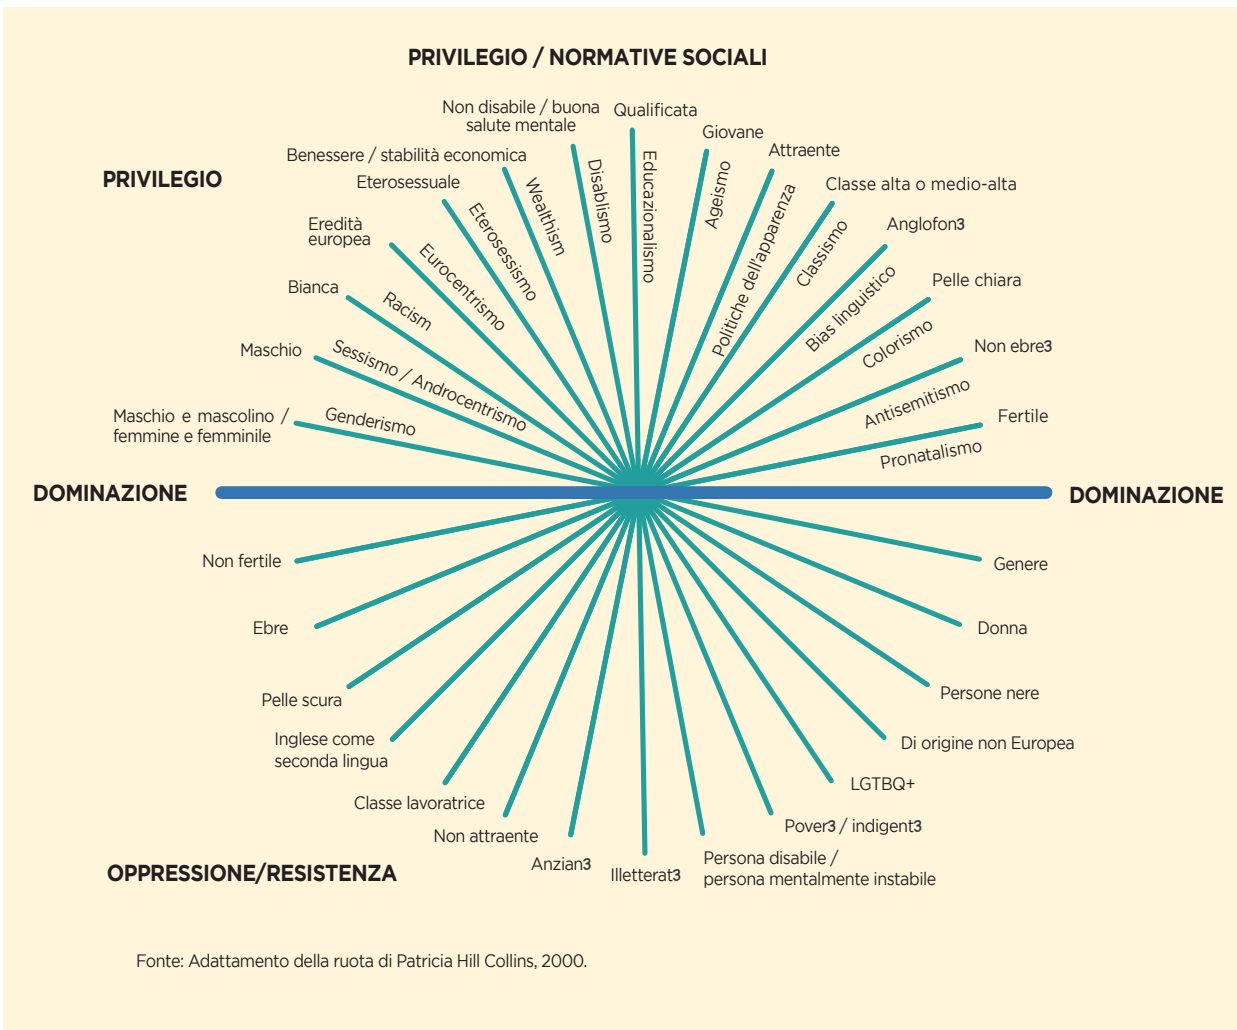 PRIVILEGIO / NORMATIVE SOCIALI
PRIVILEGIO
Maschio e mascolino /
femmine e femminile
Genderismo
Maschio
Sessismo / Androcentrismo
Bianca
Racism
Eredità
europea
Eurocentrismo
Eterosessuale
Eterosessismo
Benessere / stabilità economica
Wealthism
Non disabile / buona
salute mentale
Disablismo
Qualificata
Educazionalismo
Giovane
Ageismo
Attraente
Politiche dell'apparenza
Classe alta o medio-alta
Classismo
Anglofon3
Bias linguistico
Pelle chiara
Colorismo
Non ebre3
Antisemitismo
Fertile
Pronatalismo
DOMINAZIONE
DOMINAZIONE
Non fertile
Ebre
Pelle scura
Inglese come
seconda lingua
Classe lavoratrice
Non attraente
Anzian3
Illetterat3
Persona disabile /
persona mentalmente instabile
Pover3 / indigent3
LGTBQ+
Di origine non Europea
Persone nere
Donna
Genere
OPPRESSIONE/RESISTENZA
Fonte: Adattamento della ruota di Patricia Hill Collins, 2000.